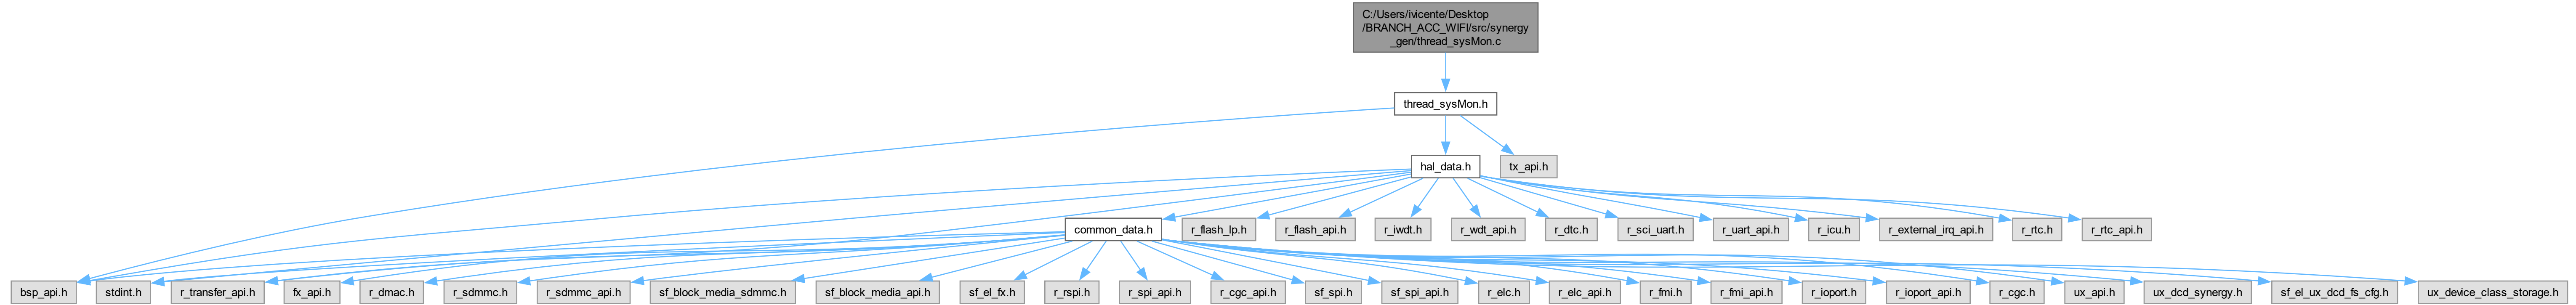 C:/Users/ivicente/Desktop
/BRANCH_ACC_WIFI/src/synergy
_gen/thread_sysMon.c
thread_sysMon.h
hal_data.h
tx_api.h
common_data.h
r_flash_lp.h
r_flash_api.h
r_iwdt.h
r_wdt_api.h
r_dtc.h
r_sci_uart.h
r_uart_api.h
r_icu.h
r_external_irq_api.h
r_rtc.h
r_rtc_api.h
bsp_api.h
stdint.h
r_transfer_api.h
fx_api.h
r_dmac.h
r_sdmmc.h
r_sdmmc_api.h
sf_block_media_sdmmc.h
sf_block_media_api.h
sf_el_fx.h
r_rspi.h
r_spi_api.h
r_cgc_api.h
sf_spi.h
sf_spi_api.h
r_elc.h
r_elc_api.h
r_fmi.h
r_fmi_api.h
r_ioport.h
r_ioport_api.h
r_cgc.h
ux_api.h
ux_dcd_synergy.h
sf_el_ux_dcd_fs_cfg.h
ux_device_class_storage.h